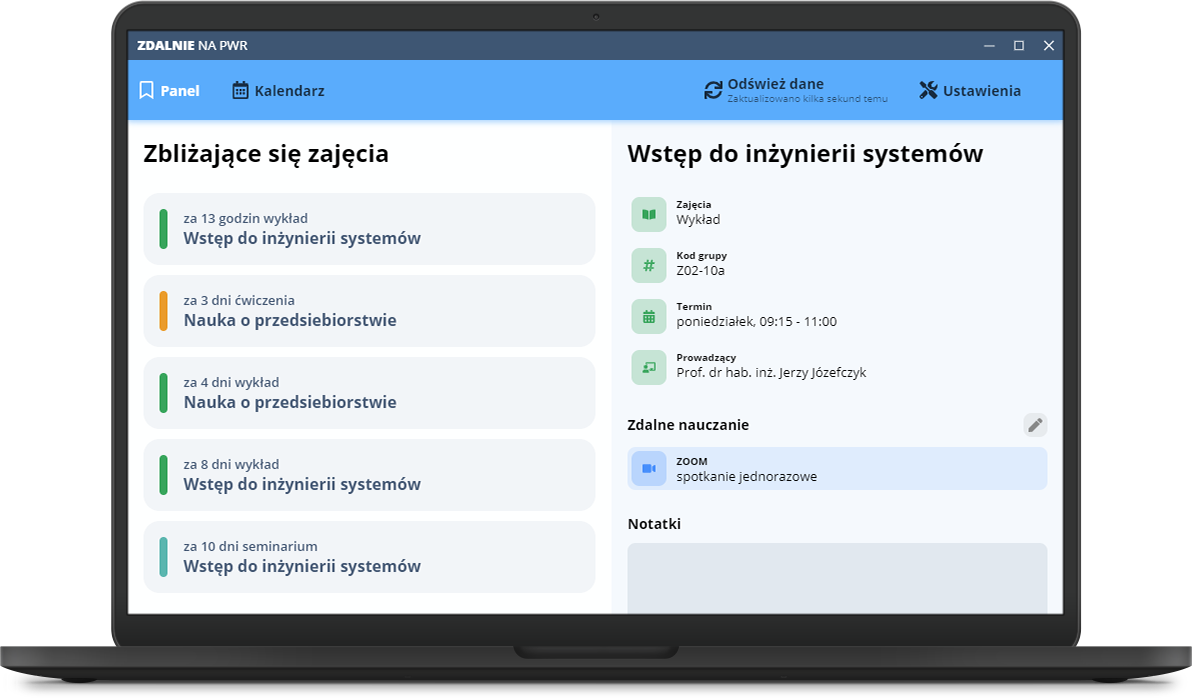 ZDALNIE NA PWR
Panel
Kalendarz
Odśwież dane
Zaktualizowano kilka sekund temu
Ustawienia
Zbliżające się zajęcia
za 13 godzin wykład
Wstęp do inżynierii systemów
za 3 dni ćwiczenia
Nauka o przedsiebiorstwie
za 4 dni wykład
Nauka o przedsiebiorstwie
za 8 dni wykład
Wstęp do inżynierii systemów
za 10 dni seminarium
Wstęp do inżynierii systemów
Wstęp do inżynierii systemów
Zajęcia
Wykład
Kod grupy
Z02-10a
Termin
poniedziałek, 09:15 - 11:00
Prowadzący
Prof. dr hab. inż. Jerzy Józefczyk
Zdalne nauczanie
ZOOM
spotkanie jednorazowe
Notatki